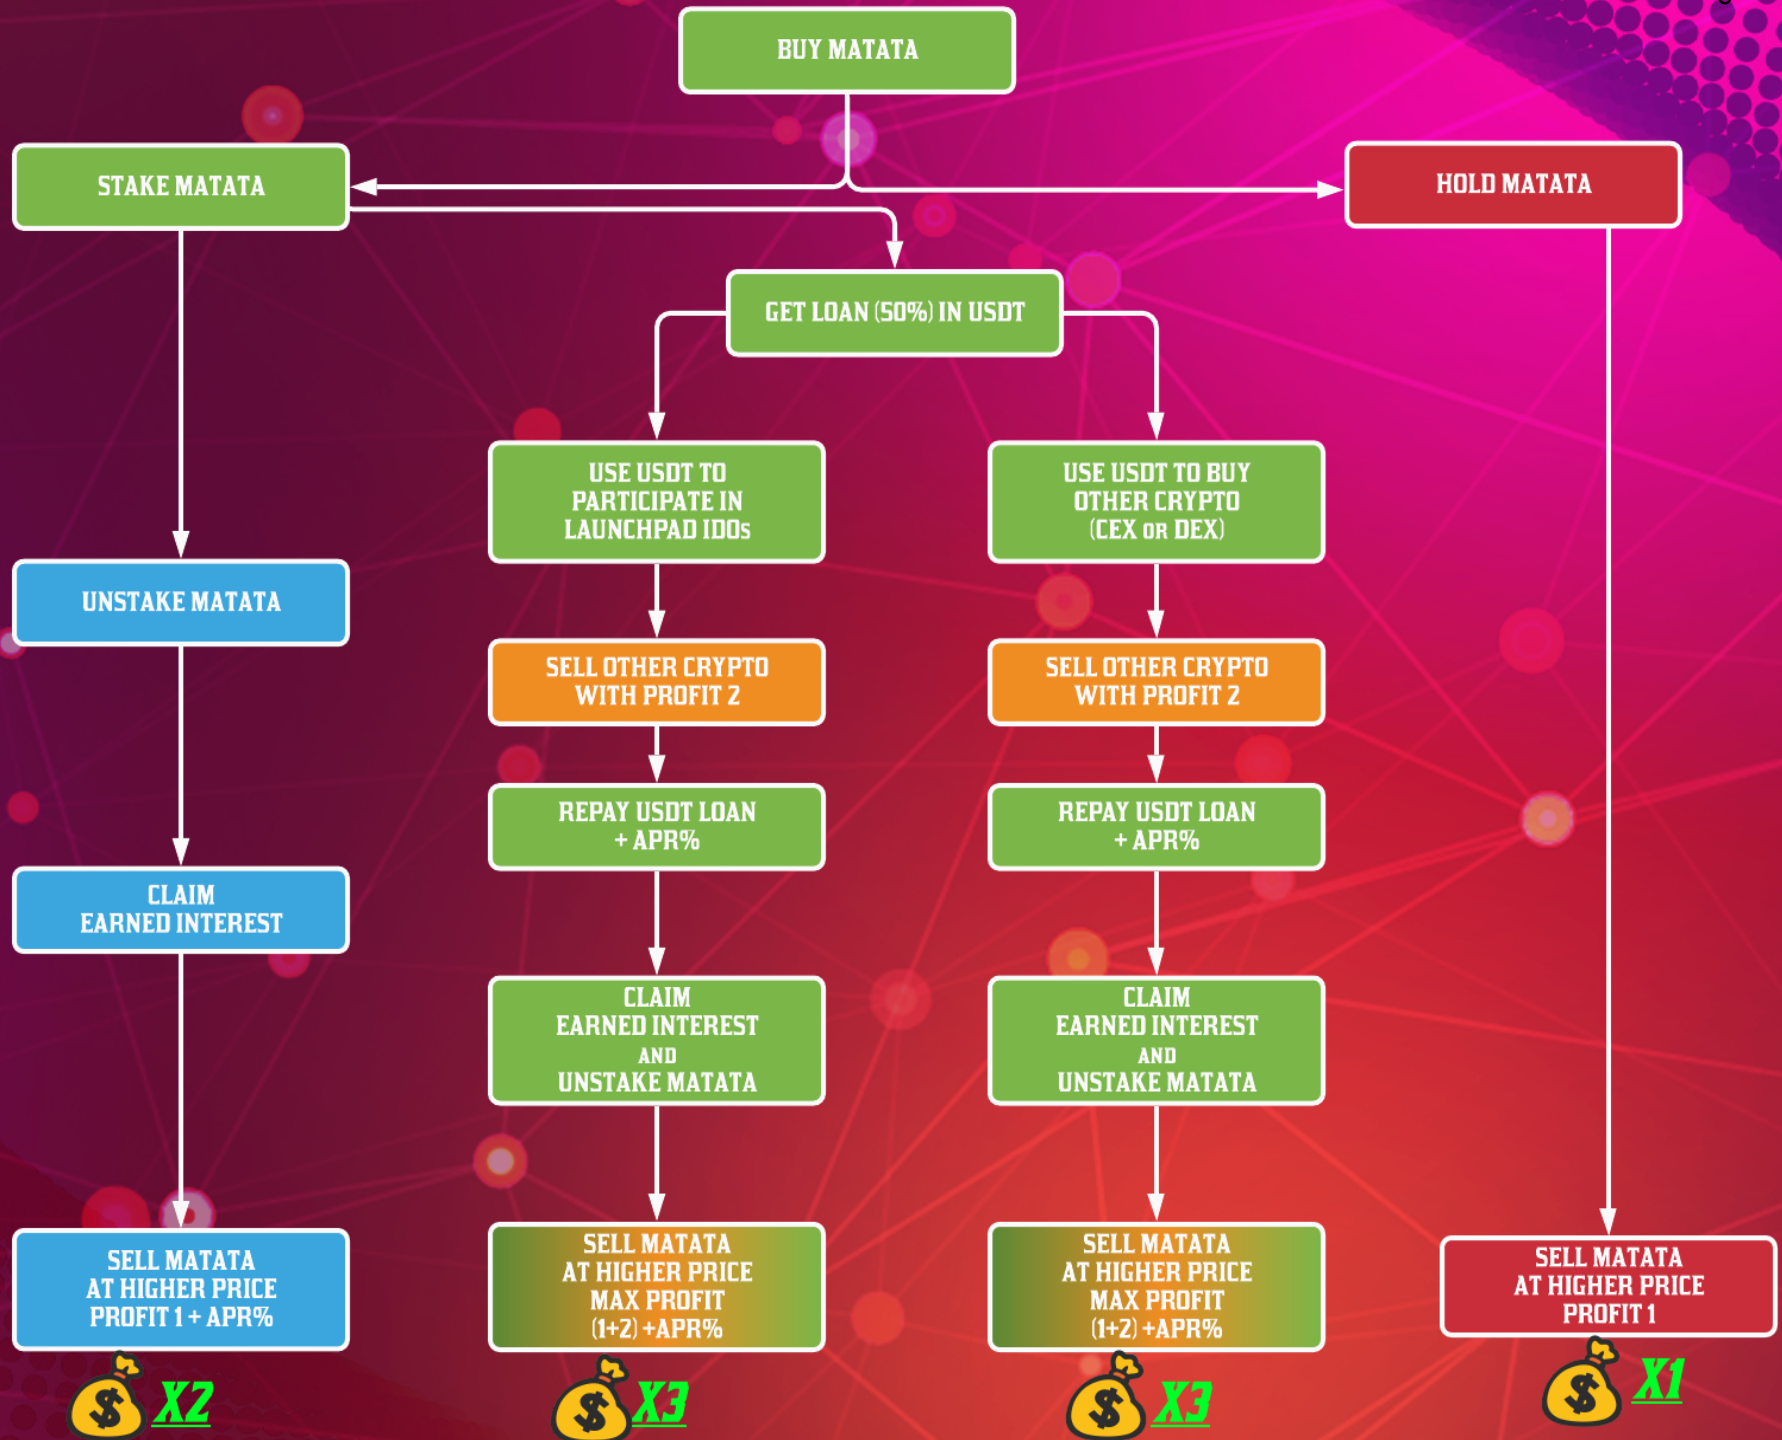 BUY MATATA
STAKE MATATA
HOLD MATATA
GET LOAN (50%) IN USDT
USE USDT TO
PARTICIPATE IN
LAUNCHPAD IDOs
USE USDT TO BUY
OTHER CRYPTO
(CEX OR DEX)
UNSTAKE MATATA
SELL OTHER CRYPTO
WITH PROFIT 2
SELL OTHER CRYPTO
WITH PROFIT 2
REPAY USDT LOAN
+ APR%
REPAY USDT LOAN
+ APR%
CLAIM
EARNED INTEREST
CLAIM
EARNED INTEREST
AND
UNSTAKE MATATA
CLAIM
EARNED INTEREST
AND
UNSTAKE MATATA
SELL MATATA
AT HIGHER PRICE
PROFIT 1 + APR%
SELL MATATA
AT HIGHER PRICE
MAX PROFIT
(1+2) +APR%
SELL MATATA
AT HIGHER PRICE
MAX PROFIT
(1+2) +APR%
SELL MATATA
AT HIGHER PRICE
PROFIT 1
$ X2
$ X3
$ X3
$ X1